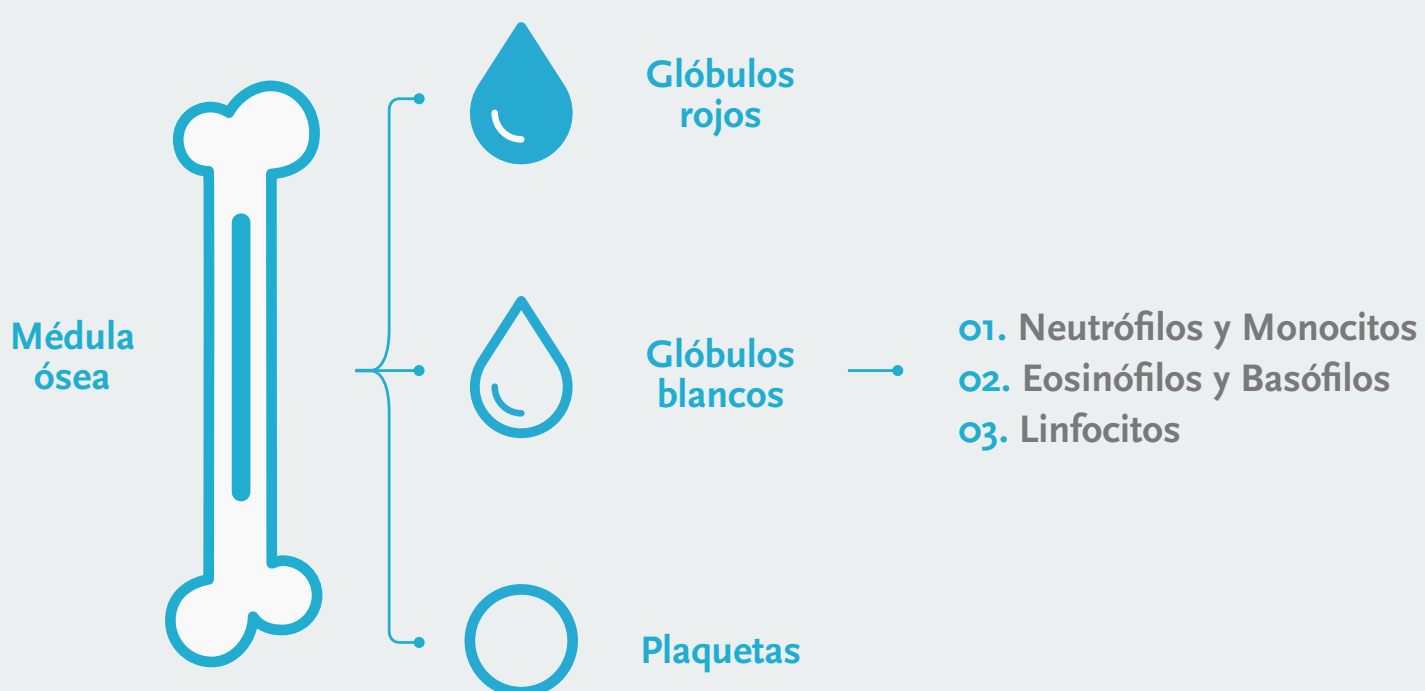 Médula
ósea
Glóbulos
rojos
Glóbulos
blancos
01. Neutrófilos y Monocitos
02. Eosinófilos y Basófilos
03. Linfocitos
Plaquetas